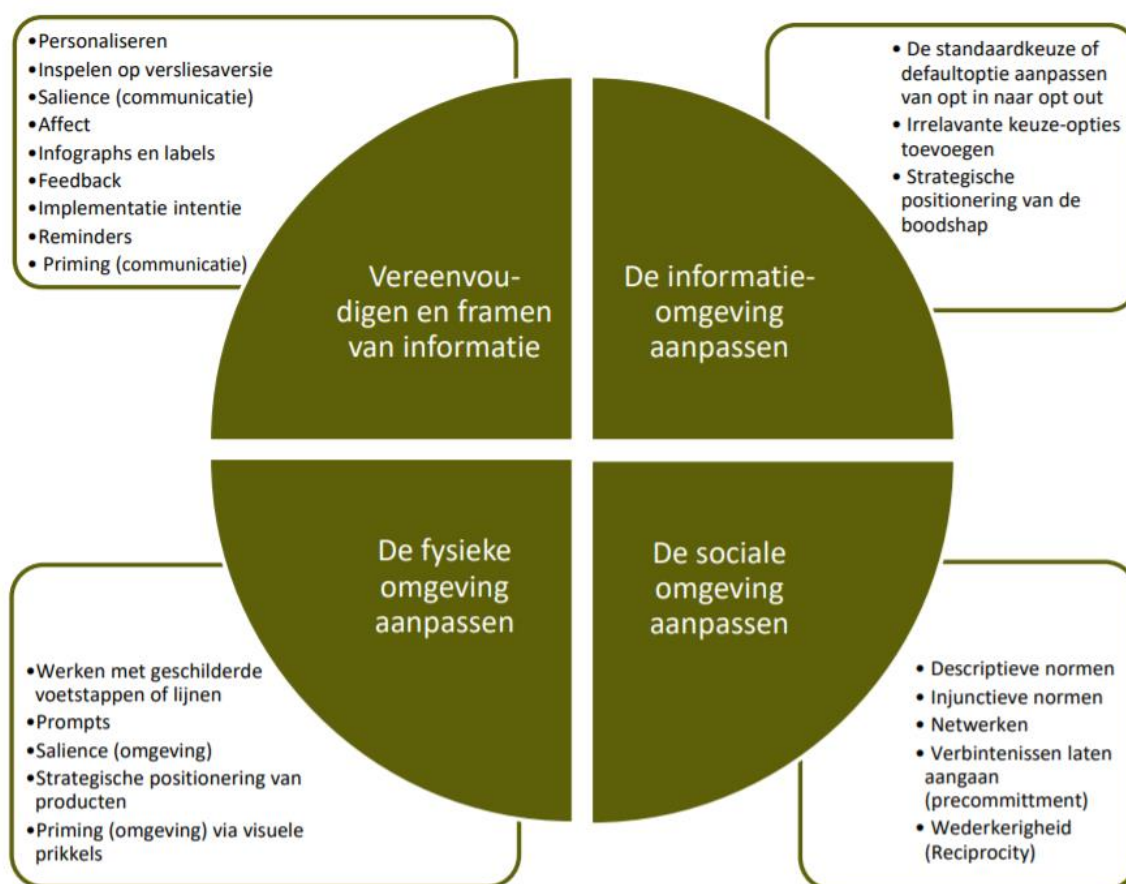 •Personaliseren
•Inspelen op versliesaversie
•Salience (communicatie)
•Affect
•Infographs en labels
•Feedback
•Implementatie intentie
•Reminders
• Priming (communicatie)
• De standaardkeuze of
defaultoptie aanpassen
van opt in naar opt out
• Irrelavante keuze-opties
toevoegen
• Strategische
positionering van de
boodshap
Vereenvou-
digen en framen
van informatie
De informatie-
omgeving
aanpassen
De fysieke
omgeving
aanpassen
De sociale
omgeving
aanpassen
•Werken met geschilderde
voetstappen of lijnen
•Prompts
•Salience (omgeving)
•Strategische positionering van
producten
•Priming (omgeving) via visuele
prikkels
• Descriptieve normen
• Injunctieve normen
• Netwerken
• Verbintenissen laten
aangaan
(precommittment)
• Wederkerigheid
(Reciprocity)